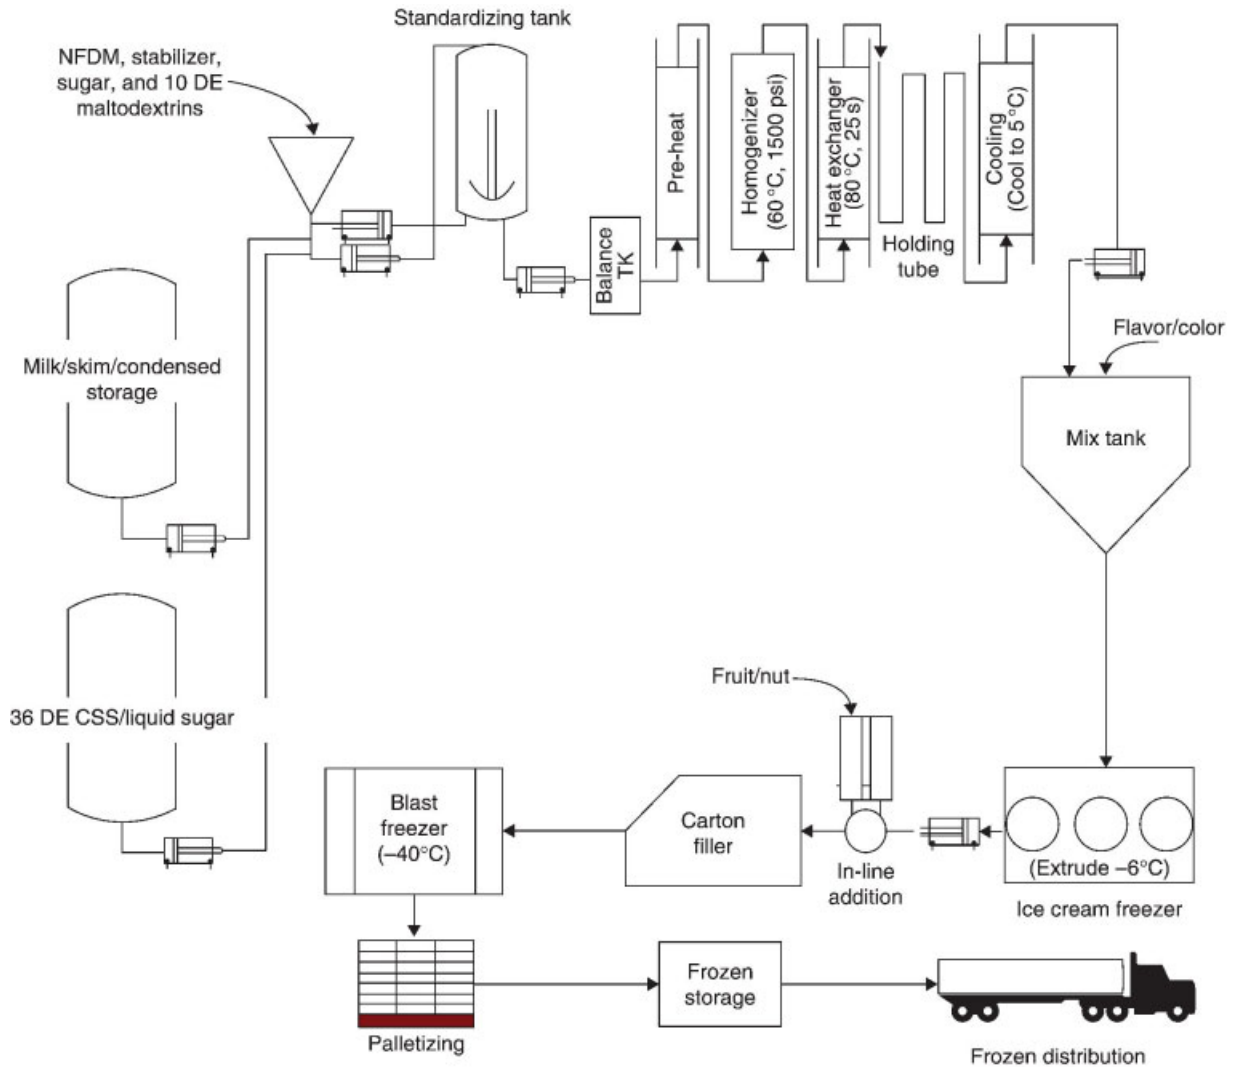 Standardizing tank
NFDM, stabilizer,
sugar, and 10 DE
maltodextrins
Pre-heat
Homogenizer
(60 °C, 1500 psi)
Heat exchanger
(80 °C, 25 s)
Holding
tube
Cooling
(Cool to 5 °C)
Balance
TK
Milk/skim/condensed
storage
Flavor/color
Mix tank
36 DE CSS/liquid sugar
Fruit/nut
Blast
freezer
(–40°C)
Carton
filler
In-line
addition
(Extrude –6°C)
Ice cream freezer
Palletizing
Frozen
storage
Frozen distribution